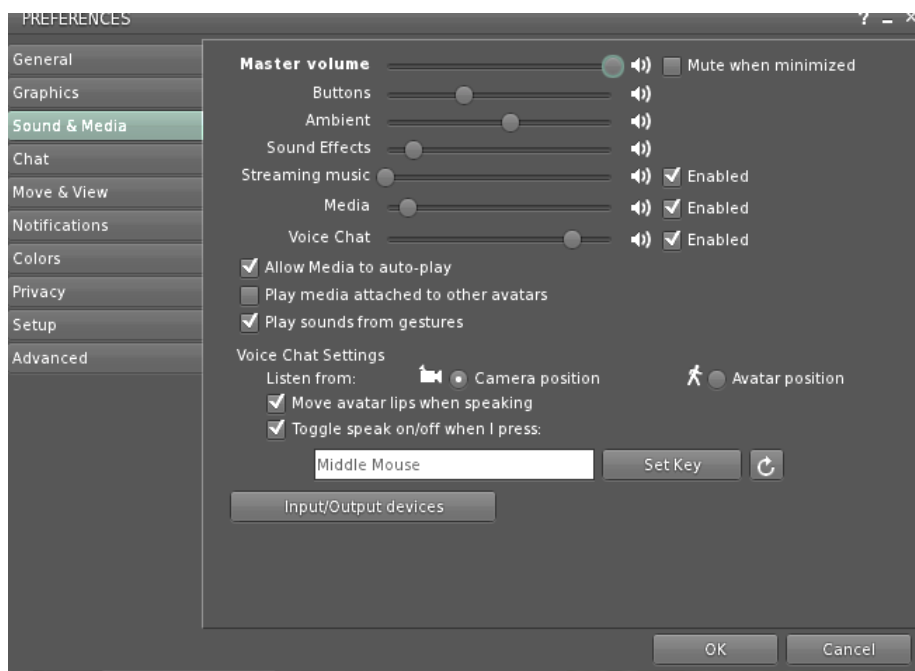 PREFERENCES ? _ ×
General
Graphics
Sound & Media
Chat
Move & View
Notifications
Colors
Privacy
Setup
Advanced
Master volume Mute when minimized
Buttons
Ambient
Sound Effects
Streaming music Enabled
Media Enabled
Voice Chat Enabled
Allow Media to auto-play
Play media attached to other avatars
Play sounds from gestures
Voice Chat Settings
Listen from: Camera position Avatar position
Move avatar lips when speaking
Toggle speak on/off when I press:
Middle Mouse Set Key
Input/Output devices
OK Cancel